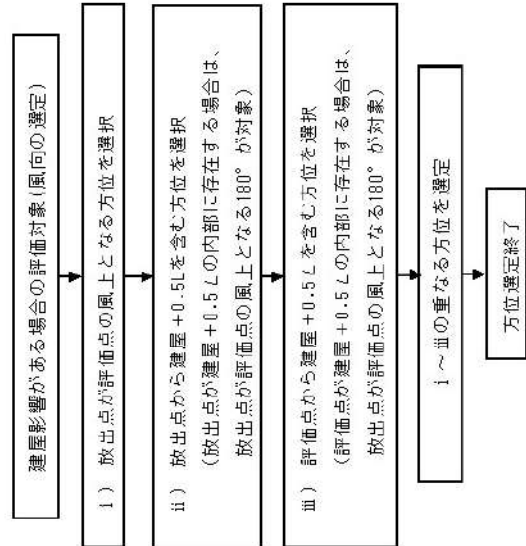 建屋影響がある場合の評価対象(風向の選定)
i) 放出点が評価点の風上となる方位を選択
ii) 放出点から建屋+0.5Lを含む方位を選択
(放出点が建屋+0.5Lの内部に存在する場合は、
放出点が評価点の風上となる180°が対象)
iii) 評価点から建屋+0.5Lを含む方位を選択
(評価点が建屋+0.5Lの内部に存在する場合は、
放出点が評価点の風上となる180°が対象)
i~iiiの重なる方位を選定
方位選定終了